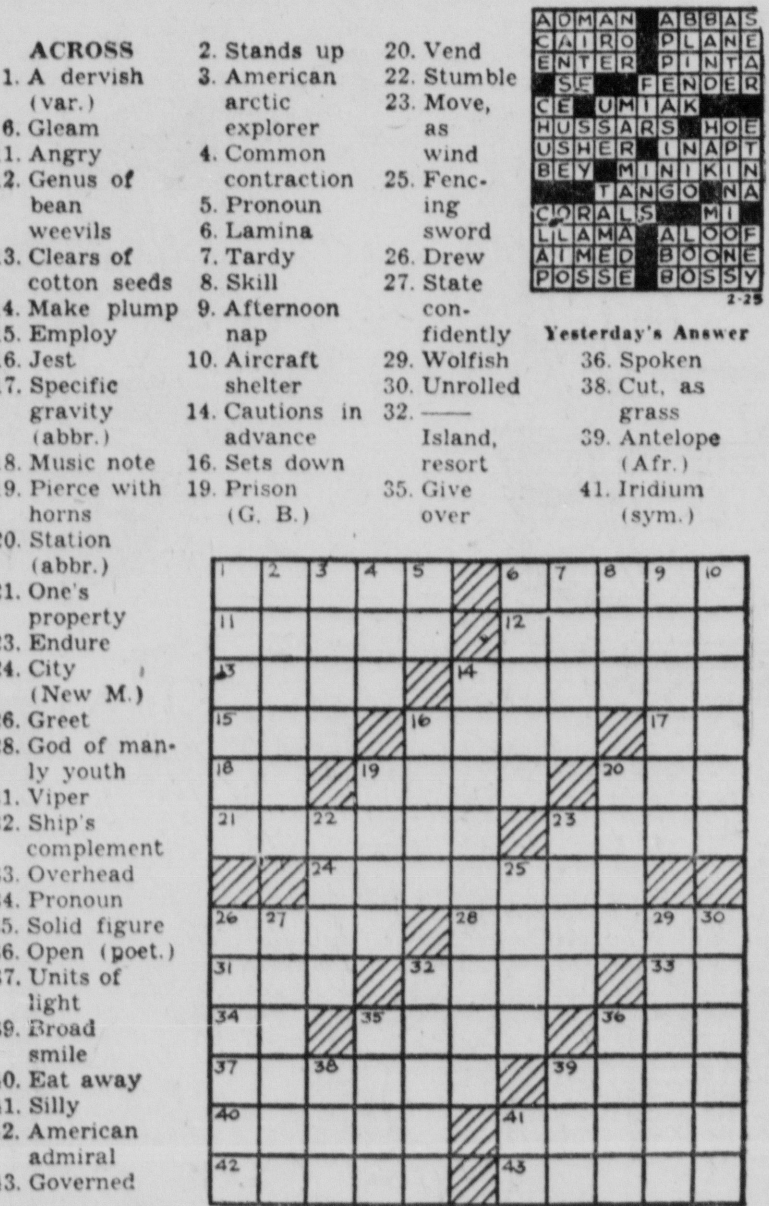 ACROSS
1. A dervish
(var.)
6. Gleam
1. Angry
2. Genus of
bean
weevils
3. Clears of
cotton seeds
4. Make plump
5. Employ
6. Jest
7. Specific
gravity
(abbr.)
8. Music note
9. Pierce with
horns
20. Station
(abbr.)
21. One's
property
23. Endure
24. City
(New M.)
26. Greet
28. God of man-
ly youth
1. Viper
2. Ship's
complement
3. Overhead
4. Pronoun
5. Solid figure
6. Open (poet.)
37. Units of
light
39. Broad
smile
0. Eat away
1. Silly
2. American
admiral
3. Governed
2. Stands up
3. American
arctic
explorer
4. Common
contraction
5. Pronoun
6. Lamina
7. Tardy
8. Skill
9. Afternoon
nap
10. Aircraft
shelter
14. Cautions in
advance
16. Sets down
19. Prison
(G. B.)
20. Vend
22. Stumble
23. Move,
as
wind
25. Fenc-
ing
sword
26. Drew
27. State
con-
fidently
29. Wolfish
30. Unrolled
32. ——
Island,
resort
35. Give
over
ADMAN ABBAS
CAIRO PLANE
ENTER PINTA
SE FENDER
CE UMIAK
HUSSARS HOE
USHER INAPT
BEY MINIKIN
TANGO NA
CORALS MI
LLAMA ALOOF
AIMED BOONE
POSSE BOSSY
2-25
Yesterday's Answer
36. Spoken
38. Cut, as
grass
39. Antelope
(Afr.)
41. Iridium
(sym.)
1 2 3 4 5 6 7 8 9 10
11 12
13 14
15 16 17
18 19 20
21 22 23
24 25
26 27 28 29 30
31 32 33
34 35 36
37 38 39
40 41
42 43